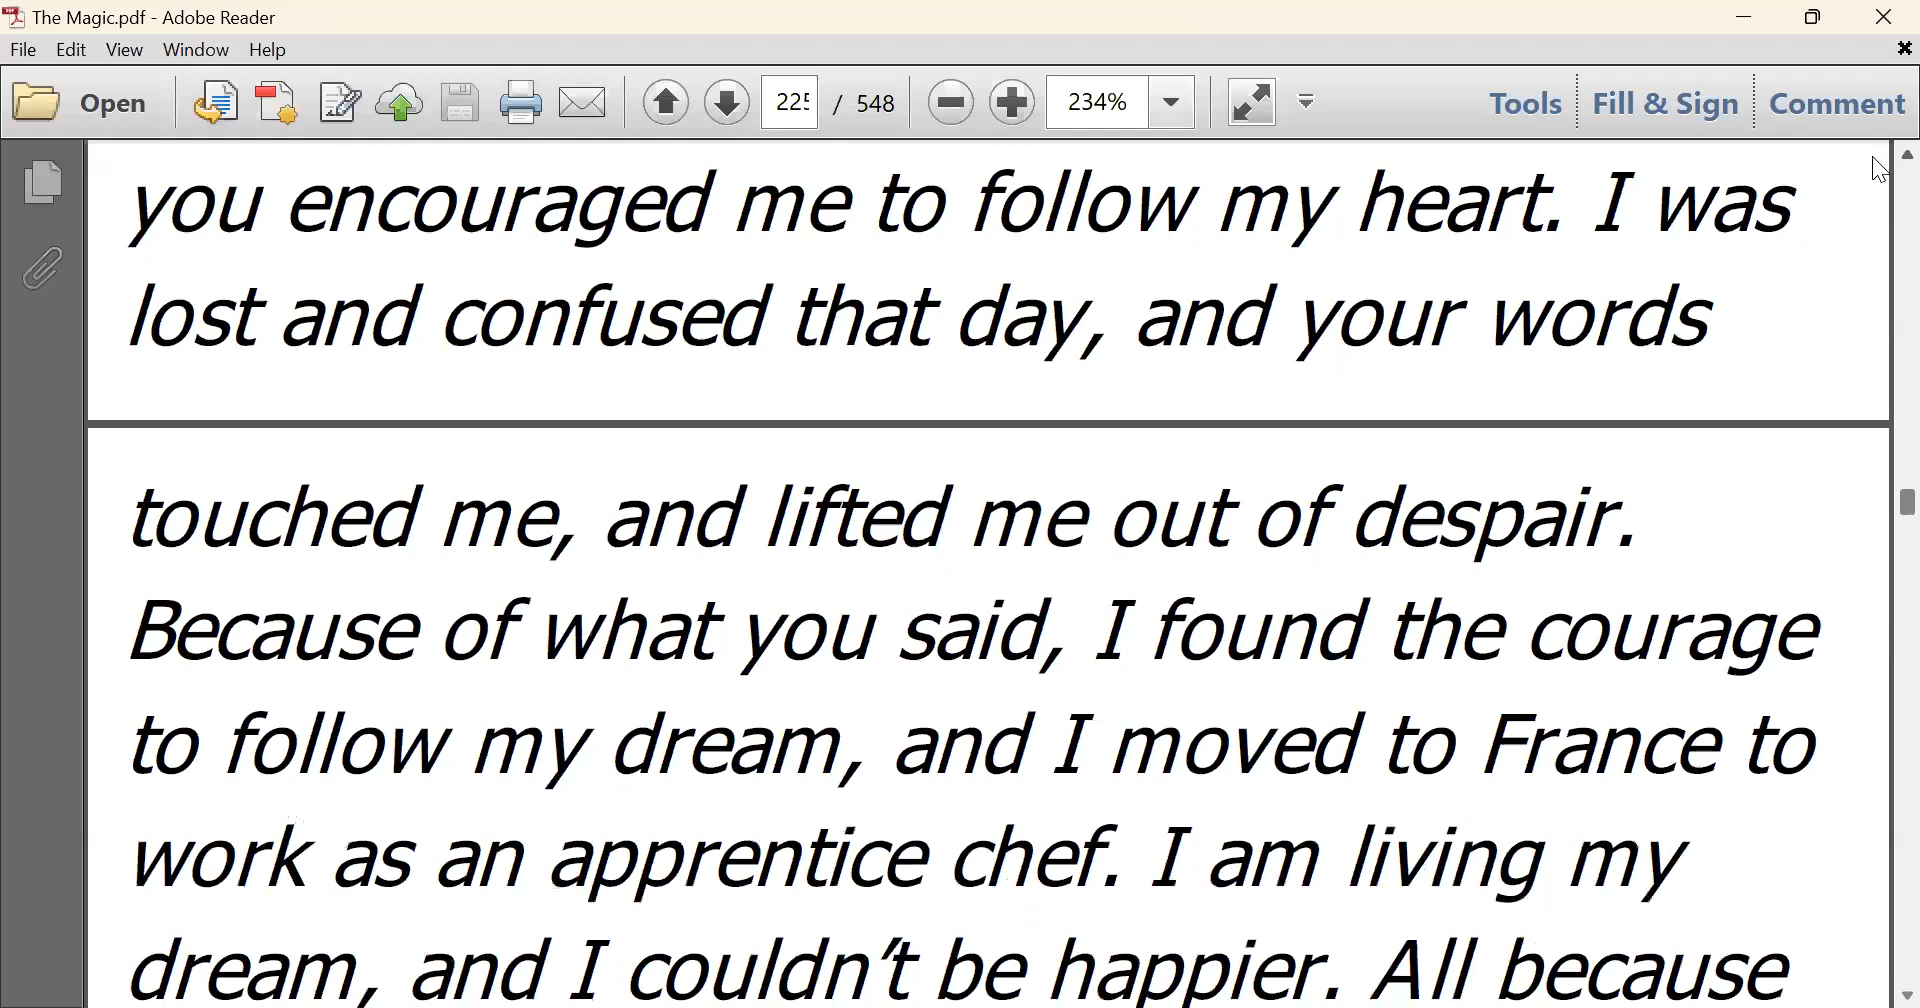 The Magic.pdf - Adobe Reader
File Edit View Window Help
Open 225 / 548 234% Tools Fill & Sign Comment
you encouraged me to follow my heart. I was
lost and confused that day, and your words
touched me, and lifted me out of despair.
Because of what you said, I found the courage
to follow my dream, and I moved to France to
work as an apprentice chef. I am living my
dream, and I couldn't be happier. All because